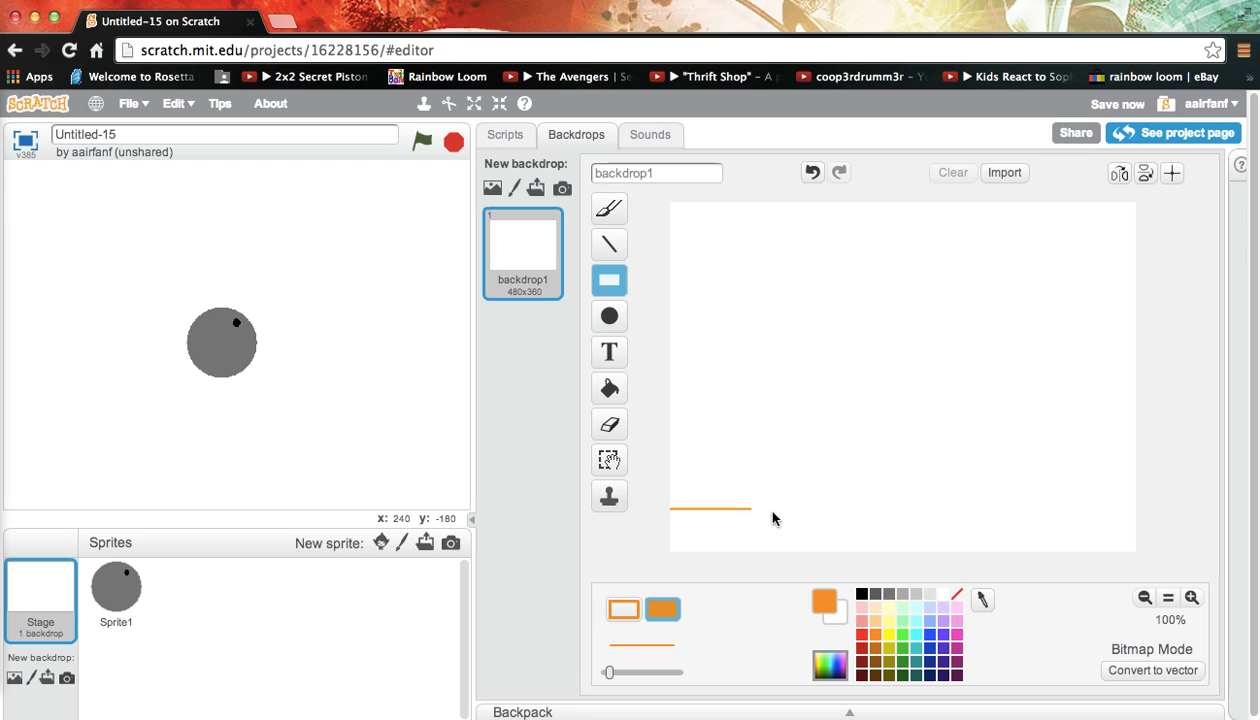 Untitled-15 on Scratch
scratch.mit.edu/projects/16228156/#editor
Apps Welcome to Rosetta ▶ 2x2 Secret Piston Rainbow Loom ▶ The Avengers | Se ▶ "Thrift Shop" - A coop3rdrumm3r - Y ▶ Kids React to Sop rainbow loom | eBay »
SCRATCH File▼ Edit▼ Tips About Save now aairfanf▼
v385 Untitled-15
by aairfanf (unshared)
Scripts Backdrops Sounds Share See project page
New backdrop: backdrop1 Clear Import
1
backdrop1
480x360
T
x: 240 y: -180
Sprites New sprite:
Stage
1 backdrop
Sprite1
New backdrop:
100%
Bitmap Mode
Convert to vector
Backpack